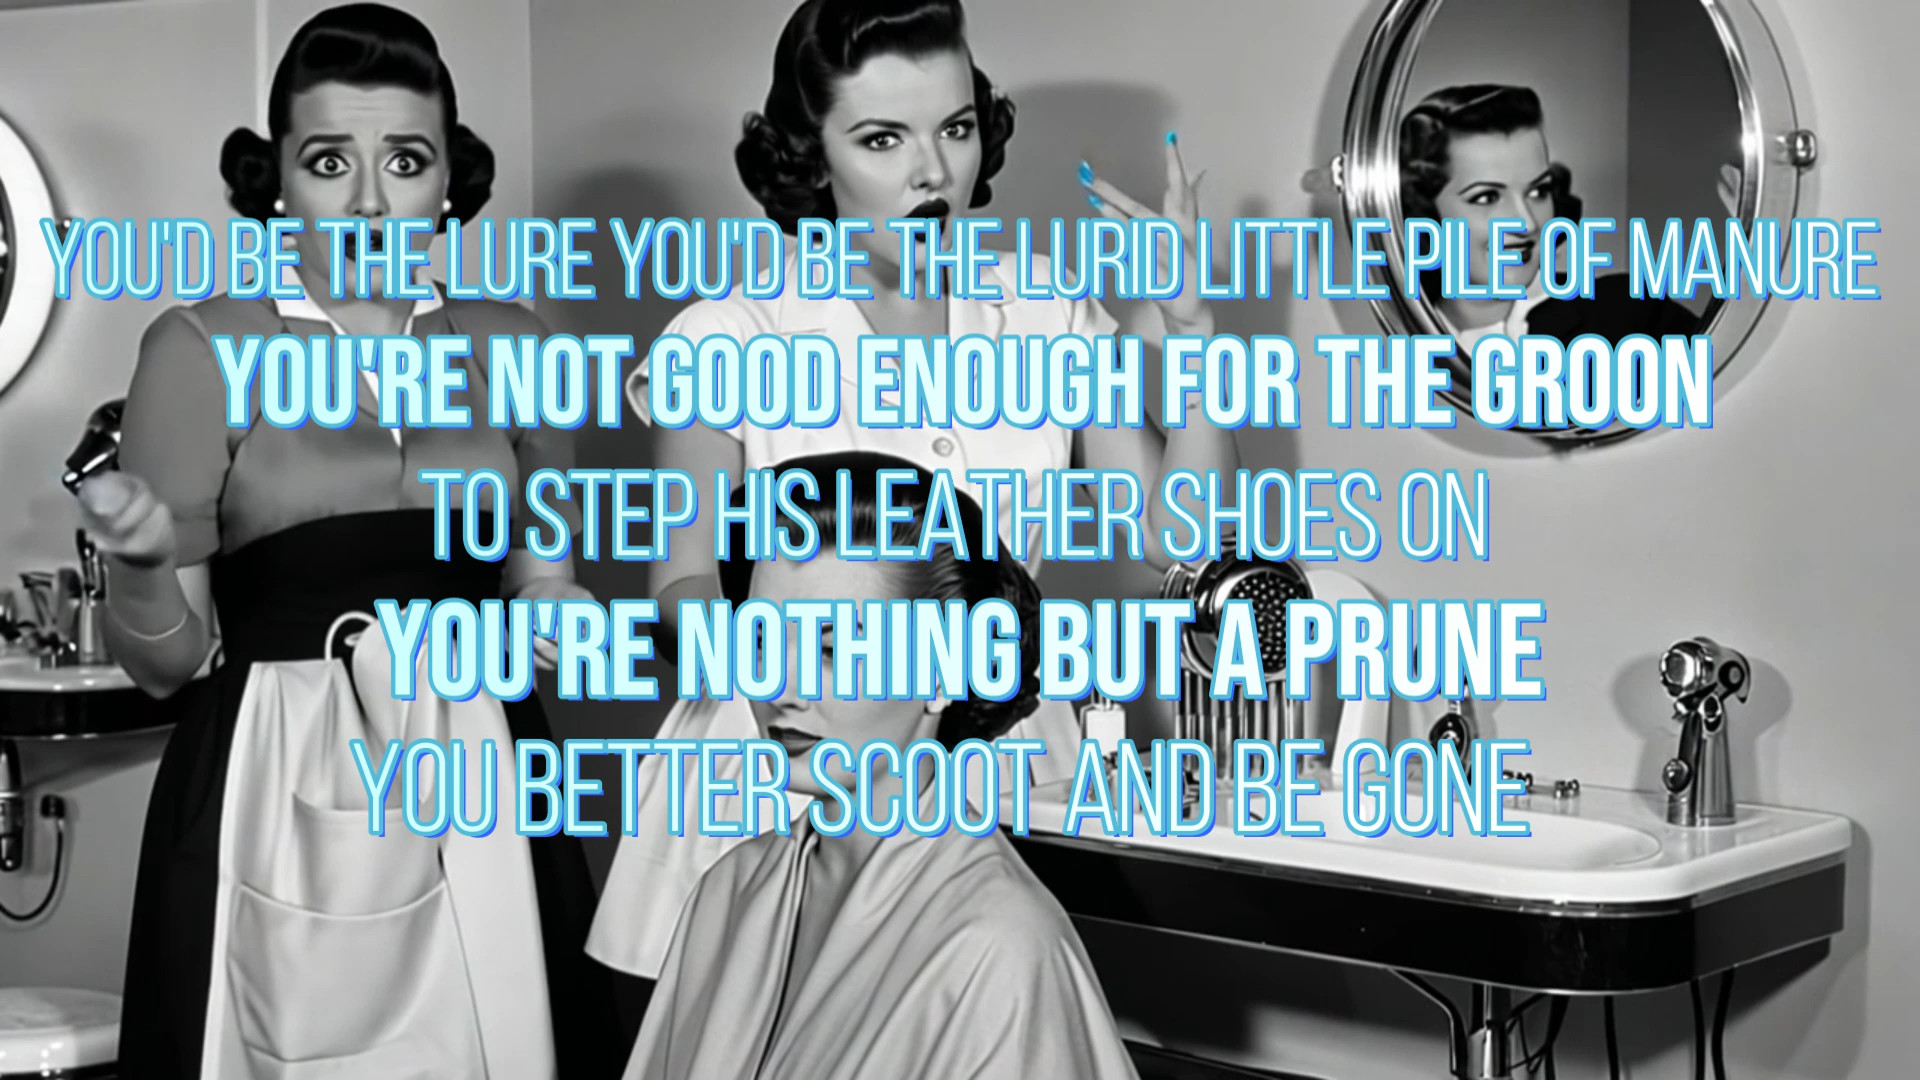 YOU'D BE THE LURE YOU'D BE THE LURID LITTLE PILE OF MANURE
YOU'RE NOT GOOD ENOUGH FOR THE GROON
TO STEP HIS LEATHER SHOES ON
YOU'RE NOTHING BUT A PRUNE
YOU BETTER SCOOT AND BE GONE